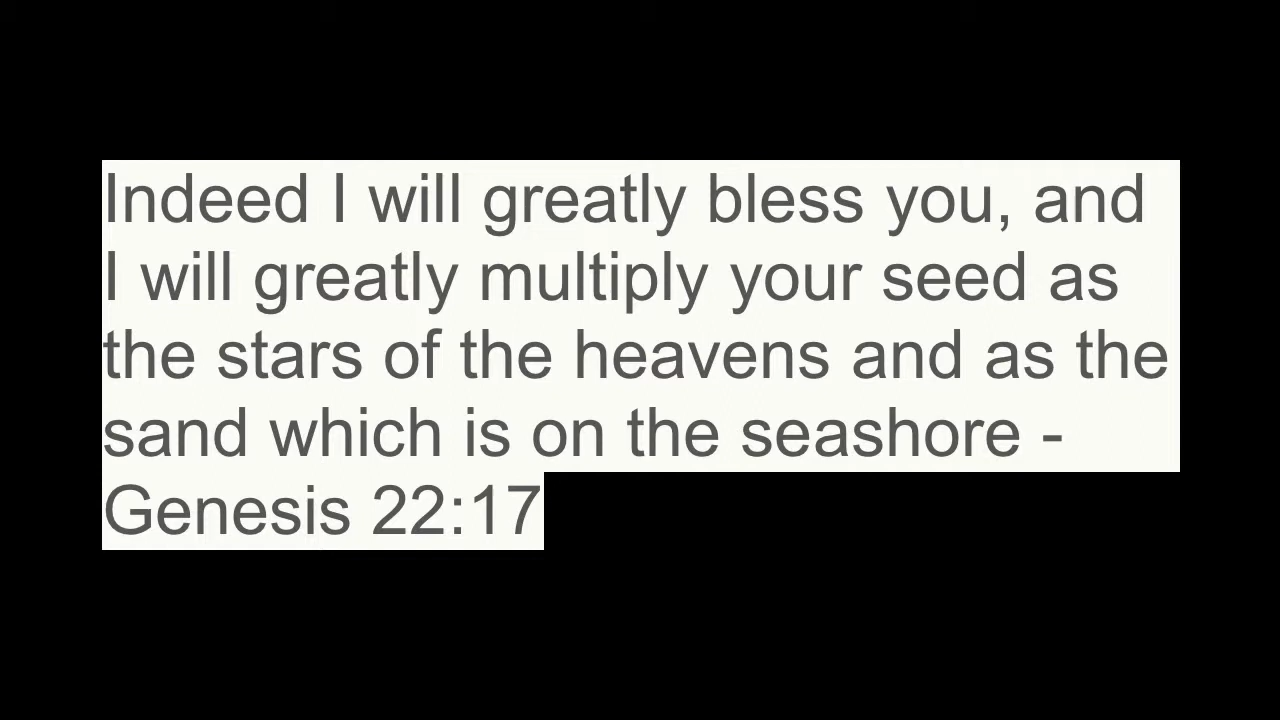 Indeed I will greatly bless you, and
I will greatly multiply your seed as
the stars of the heavens and as the
sand which is on the seashore -
Genesis 22:17